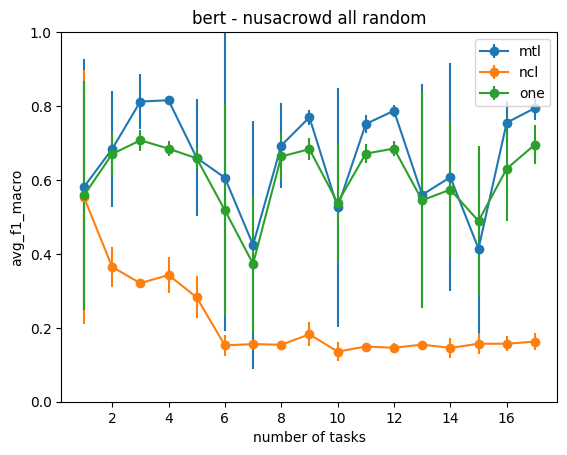 bert - nusacrowd all random
1.0
0.8
0.6
0.4
0.2
0.0
avg_f1_macro
mtl
ncl
one
2 4 6 8 10 12 14 16
number of tasks